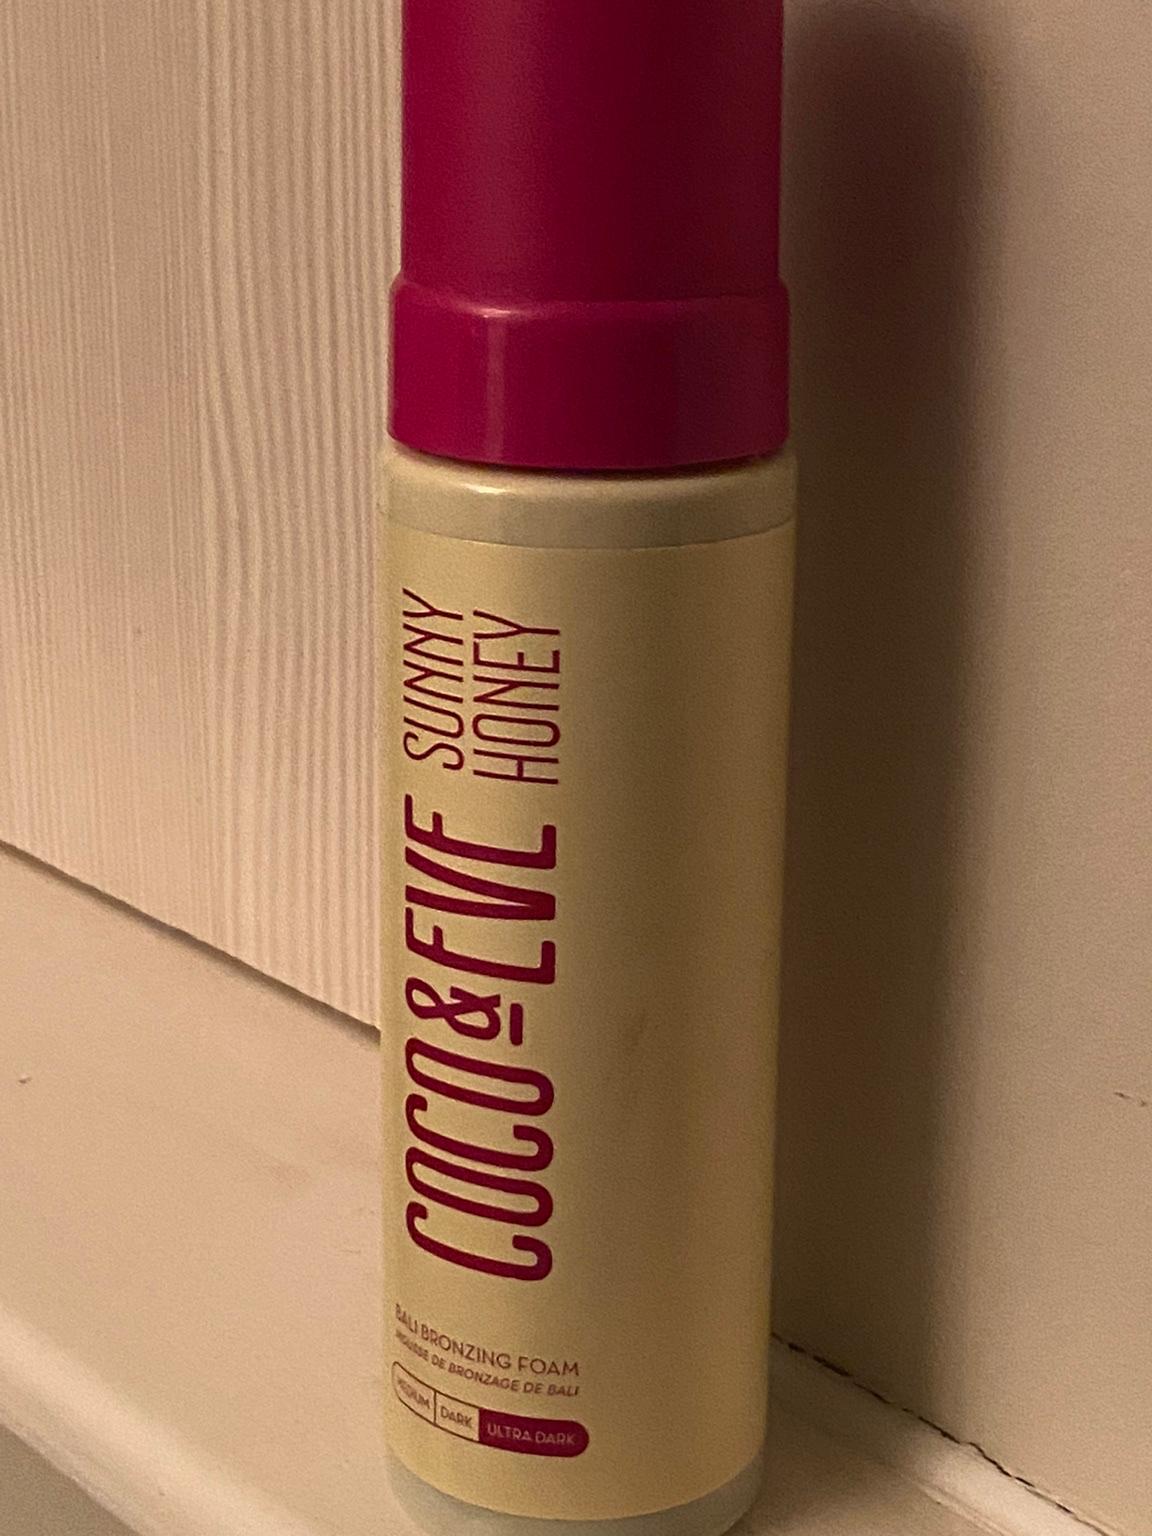 COCO & EVE
SUNNY
HONEY
BALI BRONZING FOAM
MOUSSE DE BRONZAGE DE BALI
MEDIUM DARK ULTRA DARK